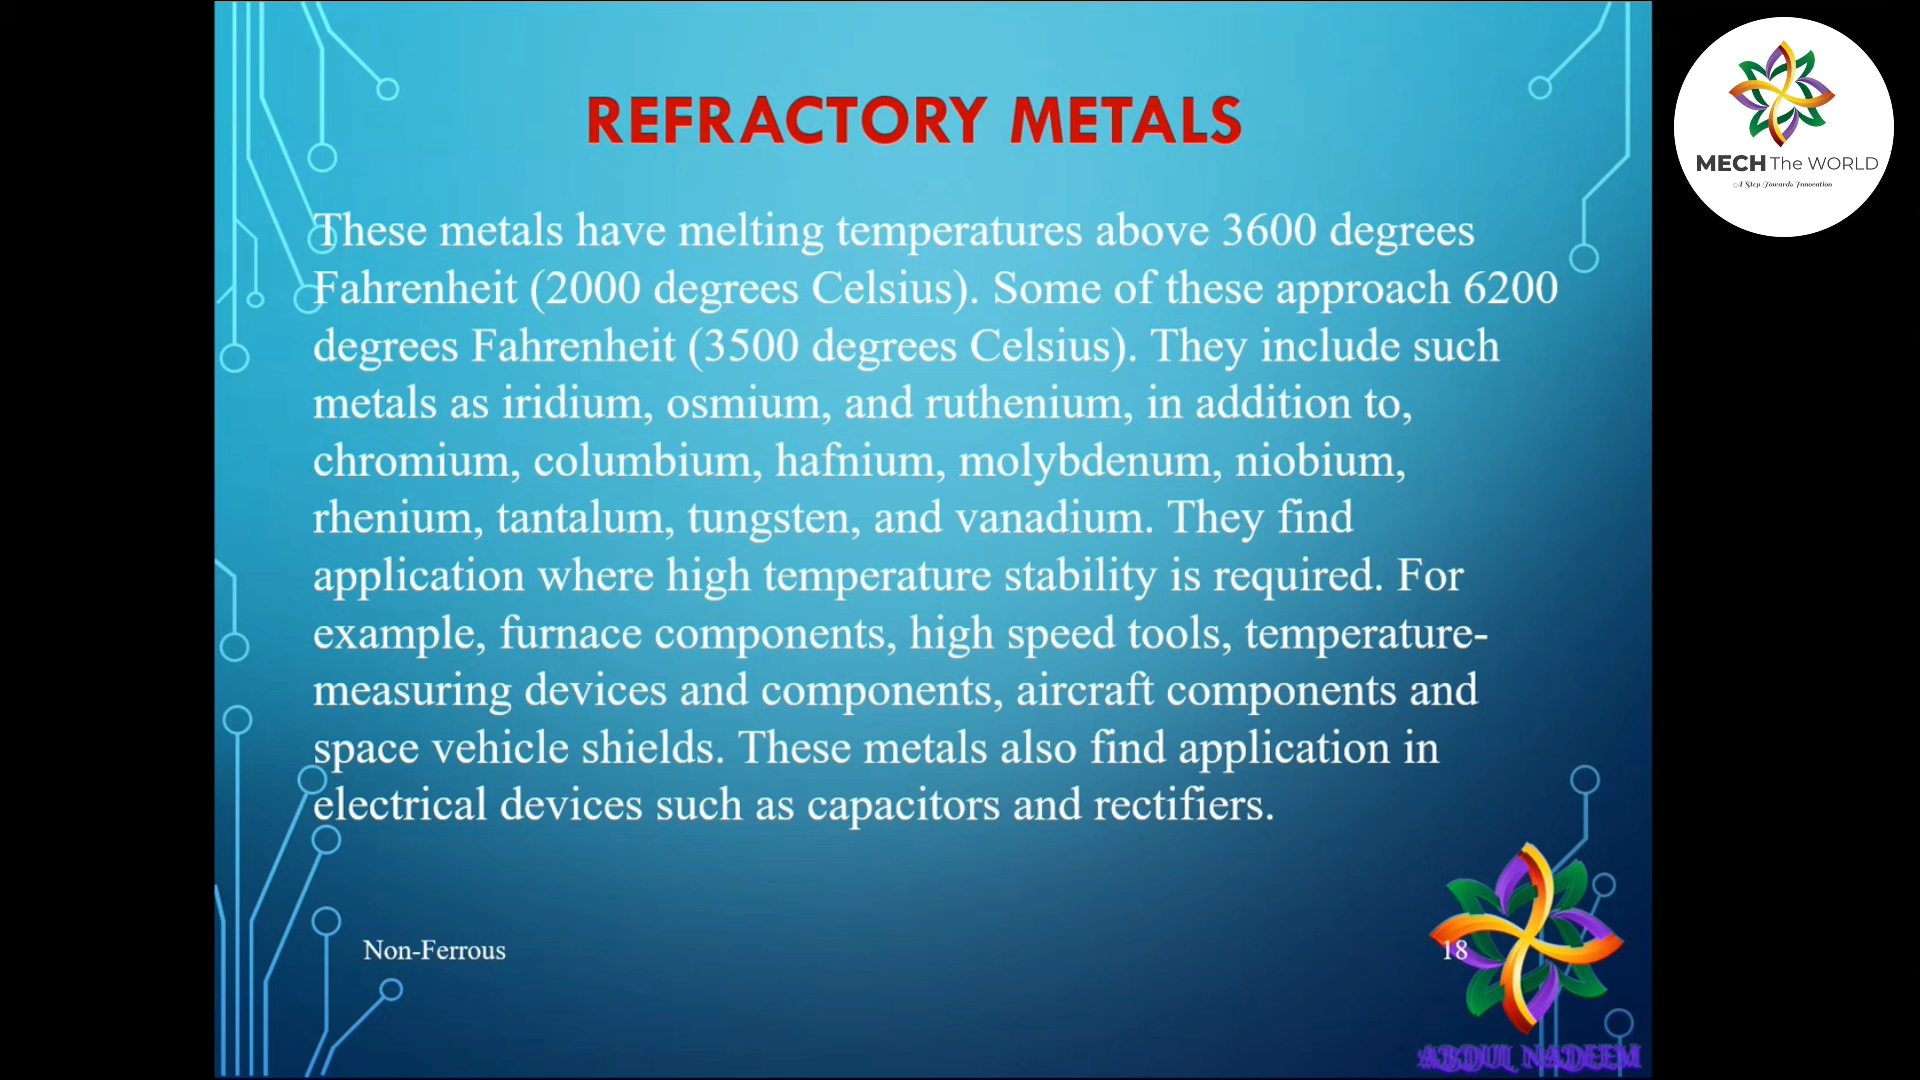 REFRACTORY METALS
MECH The WORLD
A Step Towards Innovation
These metals have melting temperatures above 3600 degrees
Fahrenheit (2000 degrees Celsius). Some of these approach 6200
degrees Fahrenheit (3500 degrees Celsius). They include such
metals as iridium, osmium, and ruthenium, in addition to,
chromium, columbium, hafnium, molybdenum, niobium,
rhenium, tantalum, tungsten, and vanadium. They find
application where high temperature stability is required. For
example, furnace components, high speed tools, temperature-
measuring devices and components, aircraft components and
space vehicle shields. These metals also find application in
electrical devices such as capacitors and rectifiers.
Non-Ferrous
18
ABDUL NADEEM